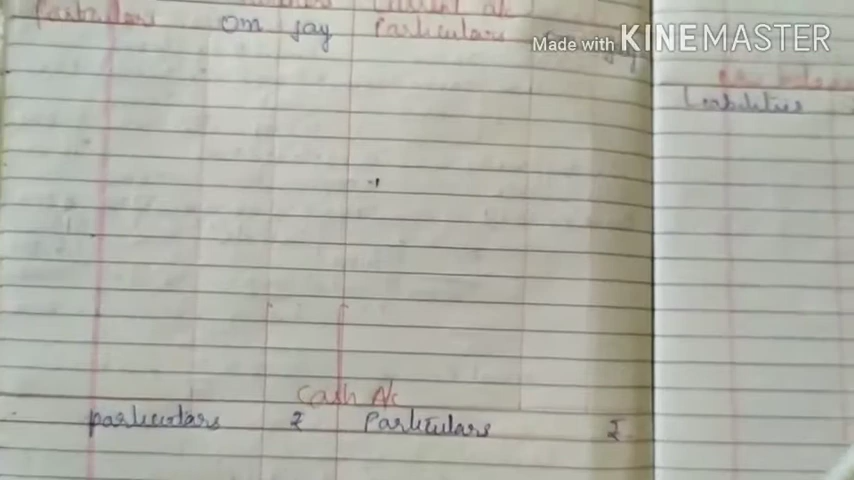 Particulars om jay Particulars
Made with KINEMASTER
Liabilities
Cash A/c
particulars ₹ Particulars ₹